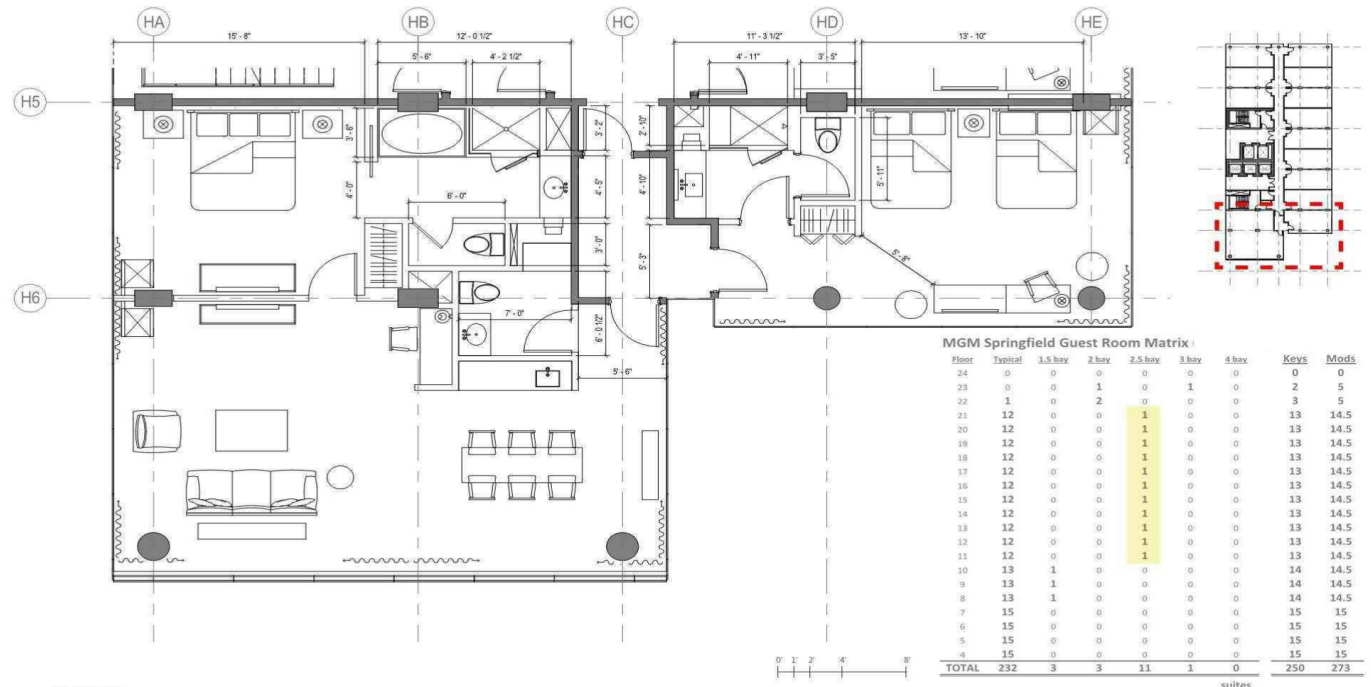 HA HB HC HD HE
15' - 8" 12' - 0 1/2" 11' - 3 1/2" 13' - 10"
5' - 6" 4' - 2 1/2" 4' - 11" 3' - 5"
H5
3' - 6" 3' - 2" 2' - 10"
4' - 0" 4' - 5" 4' - 10" 5' - 11"
6' - 0"
3' - 0" 5' - 3" 5' - 8"
H6
7' - 0" 6' - 0 1/2"
5' - 6"
MGM Springfield Guest Room Matrix
Floor Typical 1.5 bay 2 bay 2.5 bay 3 bay 4 bay Keys Mods
24 0 0 0 0 0 0 0 0
23 0 0 1 0 1 0 2 5
22 1 0 2 0 0 0 3 5
21 12 0 0 1 0 0 13 14.5
20 12 0 0 1 0 0 13 14.5
19 12 0 0 1 0 0 13 14.5
18 12 0 0 1 0 0 13 14.5
17 12 0 0 1 0 0 13 14.5
16 12 0 0 1 0 0 13 14.5
15 12 0 0 1 0 0 13 14.5
14 12 0 0 1 0 0 13 14.5
13 12 0 0 1 0 0 13 14.5
12 12 0 0 1 0 0 13 14.5
11 12 0 0 1 0 0 13 14.5
10 13 1 0 0 0 0 14 14.5
9 13 1 0 0 0 0 14 14.5
8 13 1 0 0 0 0 14 14.5
7 15 0 0 0 0 0 15 15
6 15 0 0 0 0 0 15 15
5 15 0 0 0 0 0 15 15
4 15 0 0 0 0 0 15 15
TOTAL 232 3 3 11 1 0 250 273
0' 1' 2' 4' 8'
suites